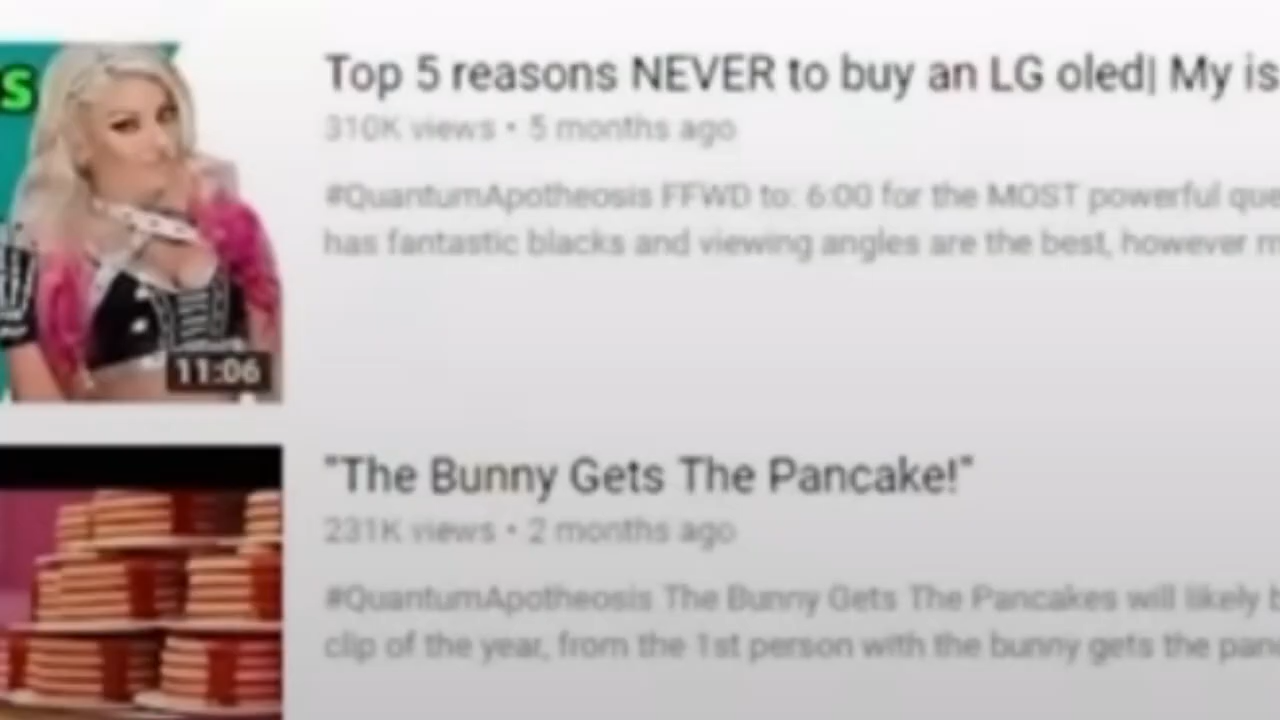 S
Top 5 reasons NEVER to buy an LG oled| My is
310K views • 5 months ago
#QuantumApotheosis FFWD to: 6:00 for the MOST powerful que
has fantastic blacks and viewing angles are the best, however m
11:06
"The Bunny Gets The Pancake!"
231K views • 2 months ago
#QuantumApotheosis The Bunny Gets The Pancakes will likely b
clip of the year, from the 1st person with the bunny gets the panc